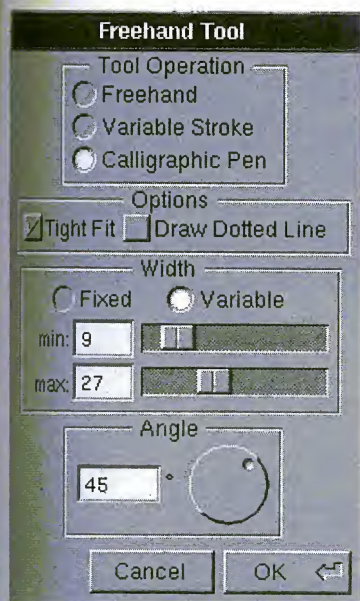 Freehand Tool
Tool Operation
Freehand
Variable Stroke
Calligraphic Pen
Options
Tight Fit Draw Dotted Line
Width
Fixed Variable
min: 9
max: 27
Angle
45 °
Cancel OK